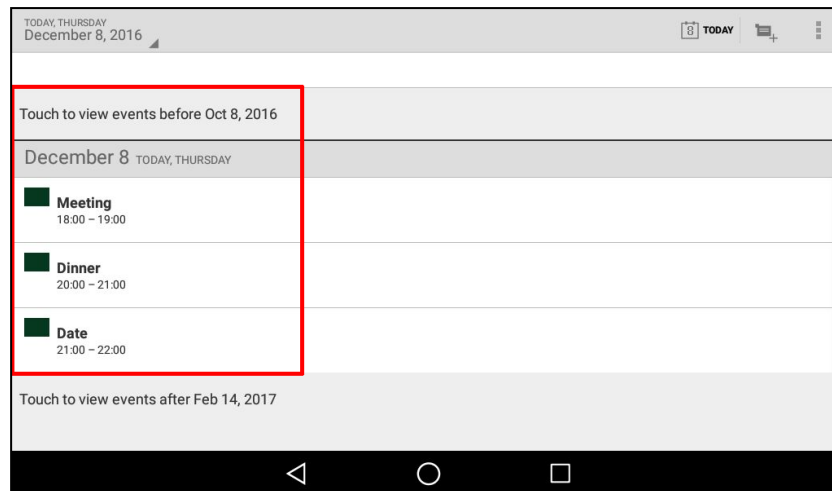 TODAY, THURSDAY
December 8, 2016
8 TODAY
Touch to view events before Oct 8, 2016
December 8 TODAY, THURSDAY
Meeting
18:00 – 19:00
Dinner
20:00 – 21:00
Date
21:00 – 22:00
Touch to view events after Feb 14, 2017